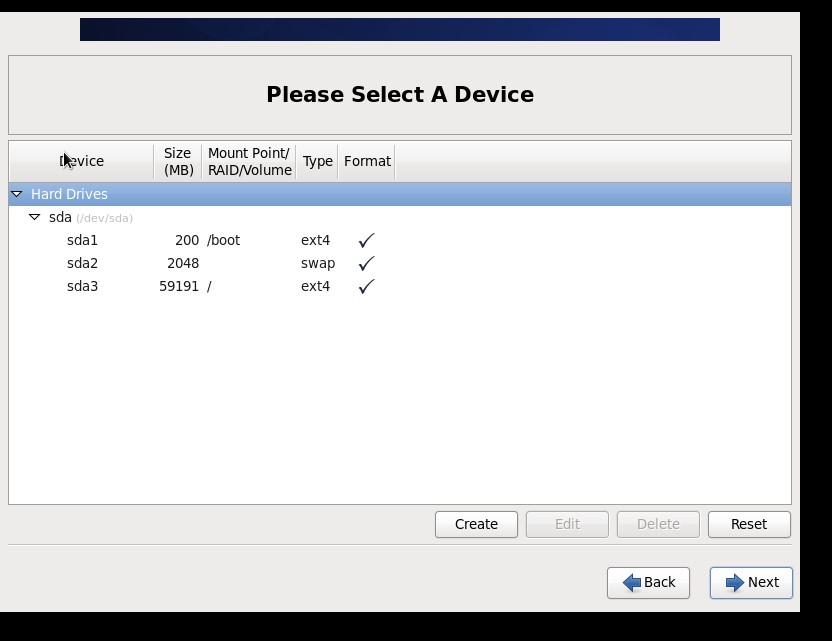 Please Select A Device
Device Size (MB) Mount Point/ RAID/Volume Type Format
Hard Drives
sda (/dev/sda)
sda1 200 /boot ext4
sda2 2048 swap
sda3 59191 / ext4
Create Edit Delete Reset
Back Next